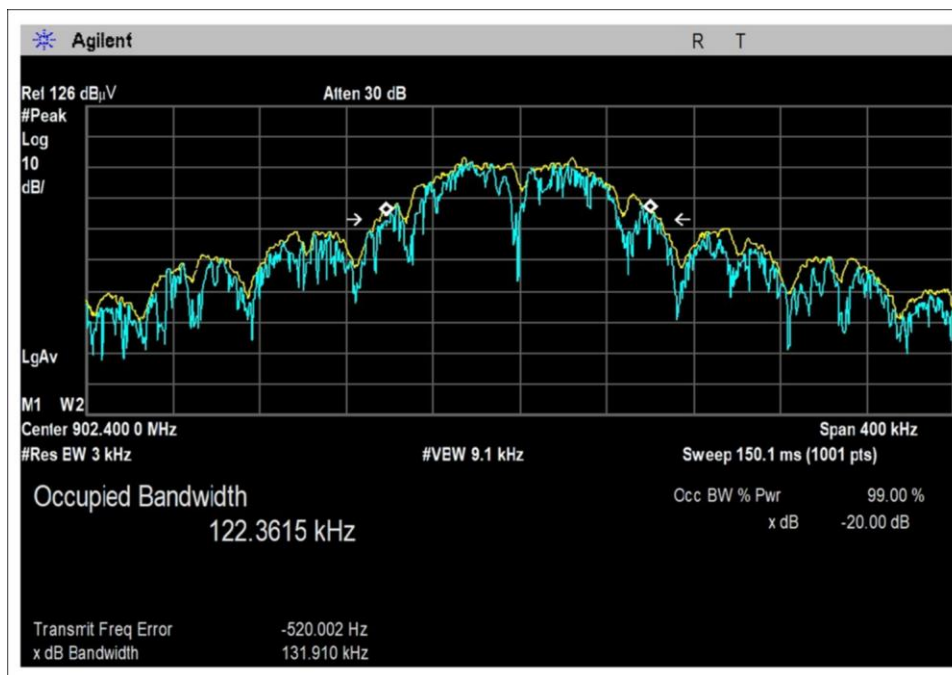 Agilent R T
Ref 126 dBµV Atten 30 dB
#Peak
Log
10
dB/
LgAv
M1 W2
Center 902.400 0 MHz Span 400 kHz
#Res BW 3 kHz #VBW 9.1 kHz Sweep 150.1 ms (1001 pts)
Occupied Bandwidth Occ BW % Pwr 99.00 %
122.3615 kHz x dB -20.00 dB
Transmit Freq Error -520.002 Hz
x dB Bandwidth 131.910 kHz